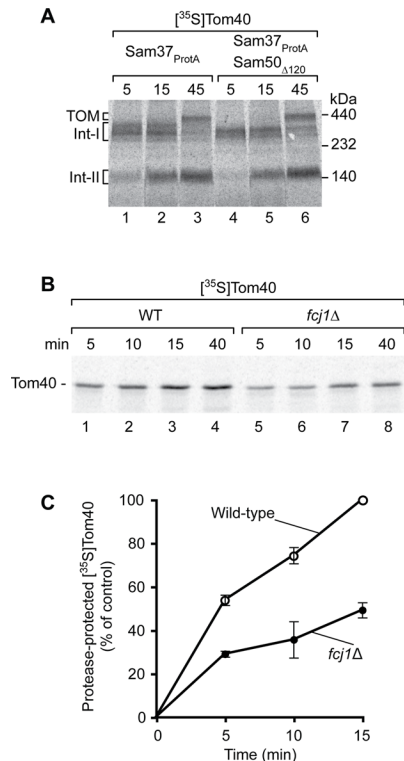 A
[³⁵S]Tom40
Sam37ProtA
Sam37ProtA
Sam50Δ120
5 15 45 5 15 45 kDa
TOM
Int-I
Int-II
440
232
140
1 2 3 4 5 6
B
[³⁵S]Tom40
WT fcj1Δ
min 5 10 15 40 5 10 15 40
Tom40 -
1 2 3 4 5 6 7 8
C
Protease-protected [³⁵S]Tom40
(% of control)
100
80
60
40
20
0
Wild-type
fcj1Δ
0 5 10 15
Time (min)